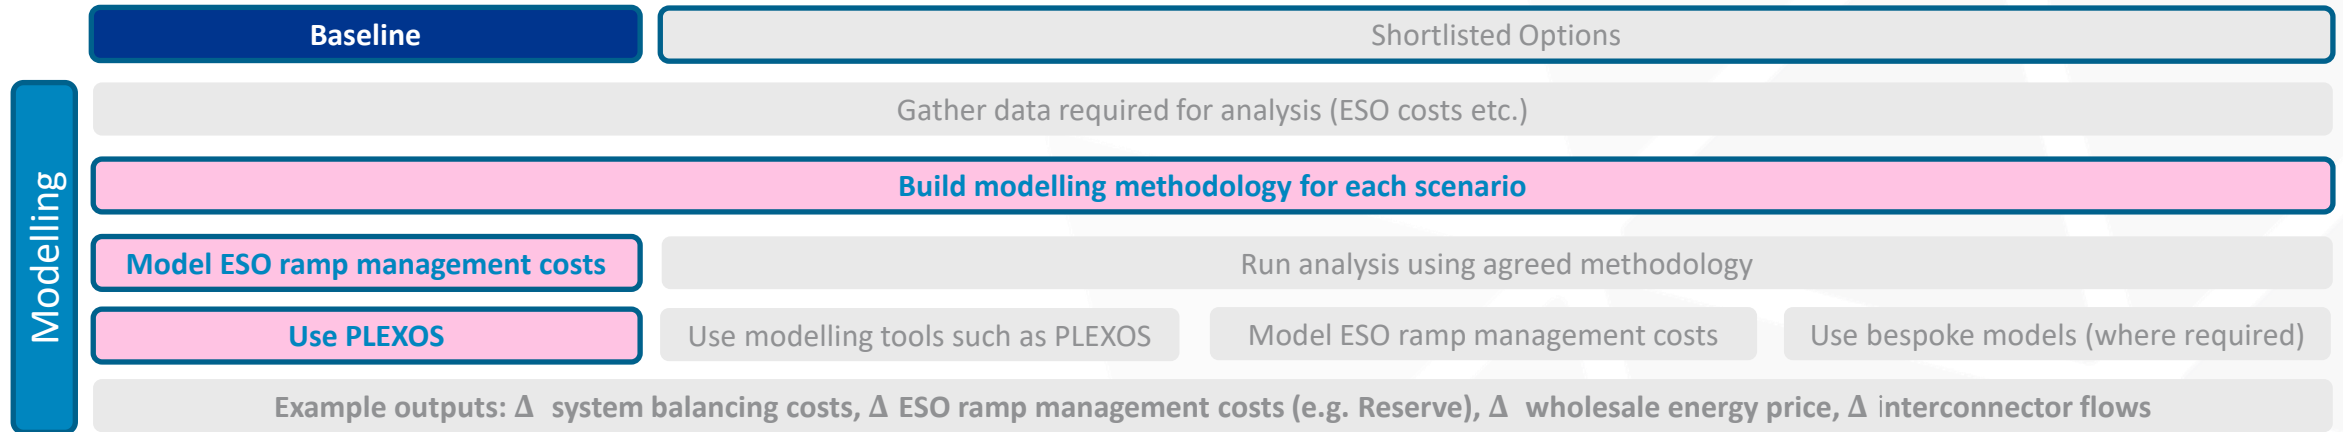 Baseline
Shortlisted Options
Modelling
Gather data required for analysis (ESO costs etc.)
Build modelling methodology for each scenario
Model ESO ramp management costs
Run analysis using agreed methodology
Use PLEXOS
Use modelling tools such as PLEXOS
Model ESO ramp management costs
Use bespoke models (where required)
Example outputs: Δ system balancing costs, Δ ESO ramp management costs (e.g. Reserve), Δ wholesale energy price, Δ interconnector flows